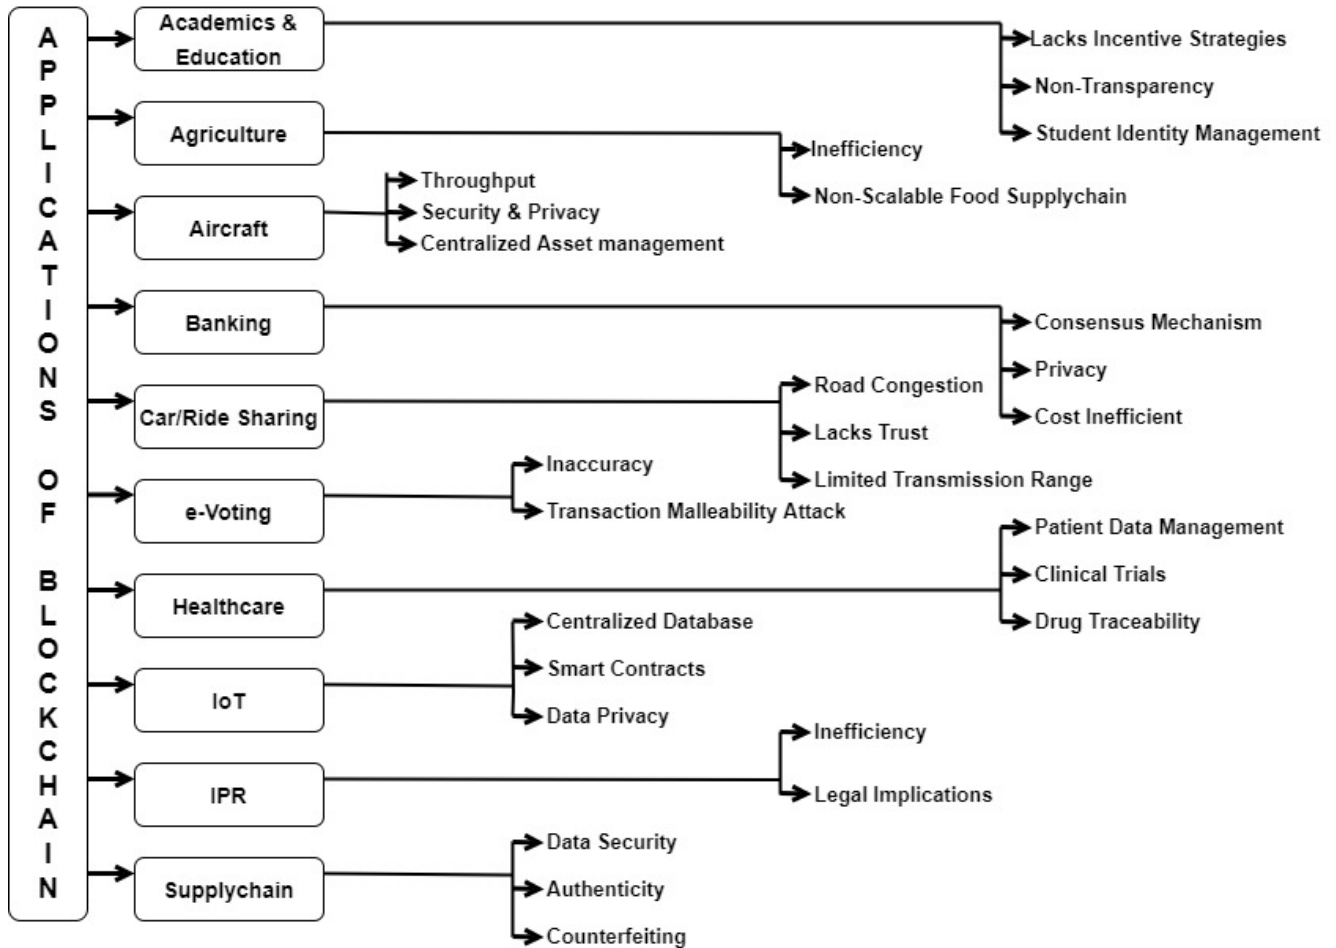 APPLICATIONS OF BLOCKCHAIN
Academics &
Education
Lacks Incentive Strategies
Non-Transparency
Student Identity Management
Agriculture
Inefficiency
Non-Scalable Food Supplychain
Aircraft
Throughput
Security & Privacy
Centralized Asset management
Banking
Consensus Mechanism
Privacy
Cost Inefficient
Car/Ride Sharing
Road Congestion
Lacks Trust
Limited Transmission Range
e-Voting
Inaccuracy
Transaction Malleability Attack
Healthcare
Patient Data Management
Clinical Trials
Drug Traceability
IoT
Centralized Database
Smart Contracts
Data Privacy
IPR
Inefficiency
Legal Implications
Supplychain
Data Security
Authenticity
Counterfeiting